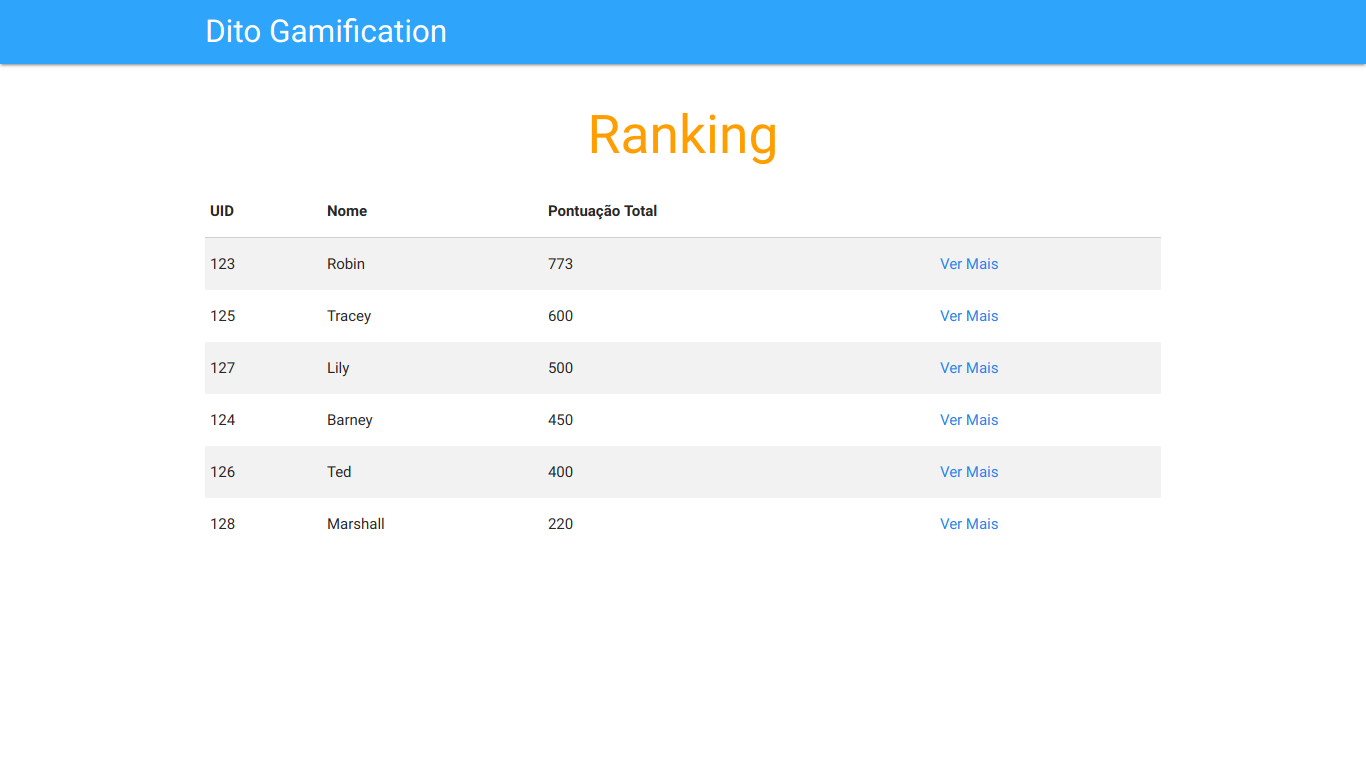 Dito Gamification
Ranking
UID Nome Pontuação Total
123 Robin 773 Ver Mais
125 Tracey 600 Ver Mais
127 Lily 500 Ver Mais
124 Barney 450 Ver Mais
126 Ted 400 Ver Mais
128 Marshall 220 Ver Mais